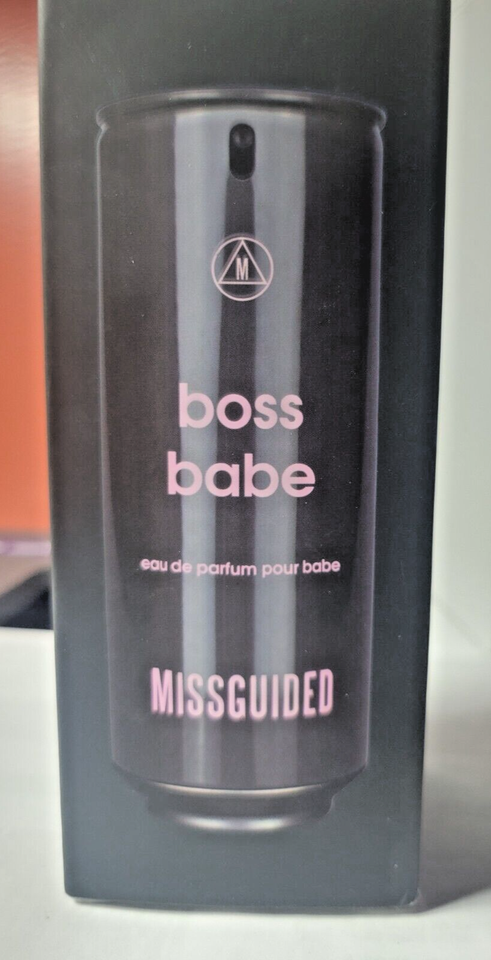 M
boss
babe
eau de parfum pour babe
MISSGUIDED